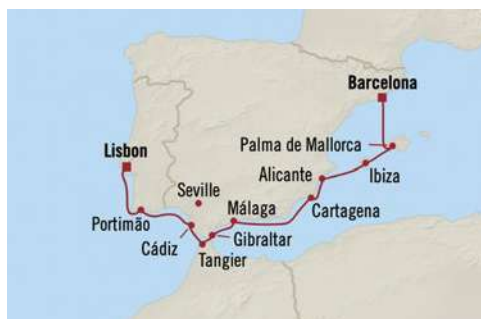 Barcelona
Palma de Mallorca
Lisbon
Alicante
Ibiza
Seville
Málaga
Cartagena
Portimão
Gibraltar
Cádiz
Tangier